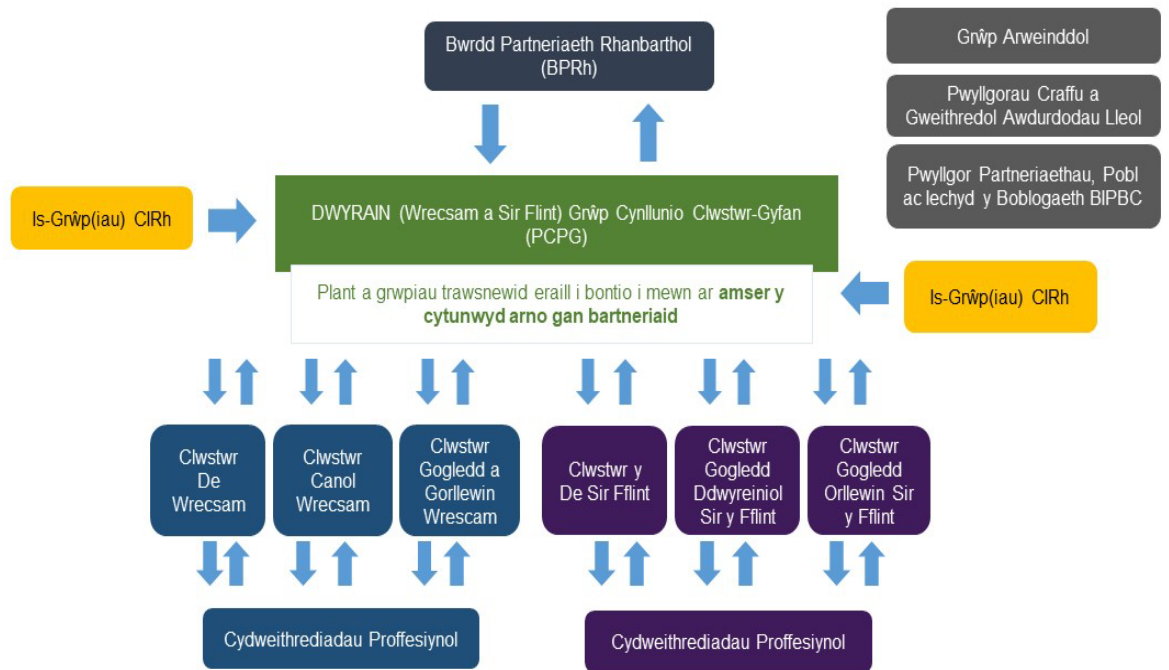 Bwrdd Partneriaeth Rhanbarthol
(BPRh)
Grŵp Arweinddol
Pwyllgorau Craffu a
Gweithredol Awdurdodau Lleol
Pwyllgor Partneriaethau, Pobl
ac Iechyd y Boblogaeth BIPBC
Is-Grŵp(iau) CIRh
DWYRAIN (Wrecsam a Sir Flint) Grŵp Cynllunio Clwstwr-Gyfan
(PCPG)
Plant a grwpiau trawsnewid eraill i bontio i mewn ar amser y
cytunwyd arno gan bartneriaid
Is-Grŵp(iau) CIRh
Clwstwr
De
Wrecsam
Clwstwr
Canol
Wrecsam
Clwstwr
Gogledd a
Gorllewin
Wrescam
Clwstwr y
De Sir Fflint
Clwstwr
Gogledd
Ddwyreiniol
Sir y Fflint
Clwstwr
Gogledd
Orllewin Sir
y Fflint
Cydweithrediadau Proffesiynol
Cydweithrediadau Proffesiynol